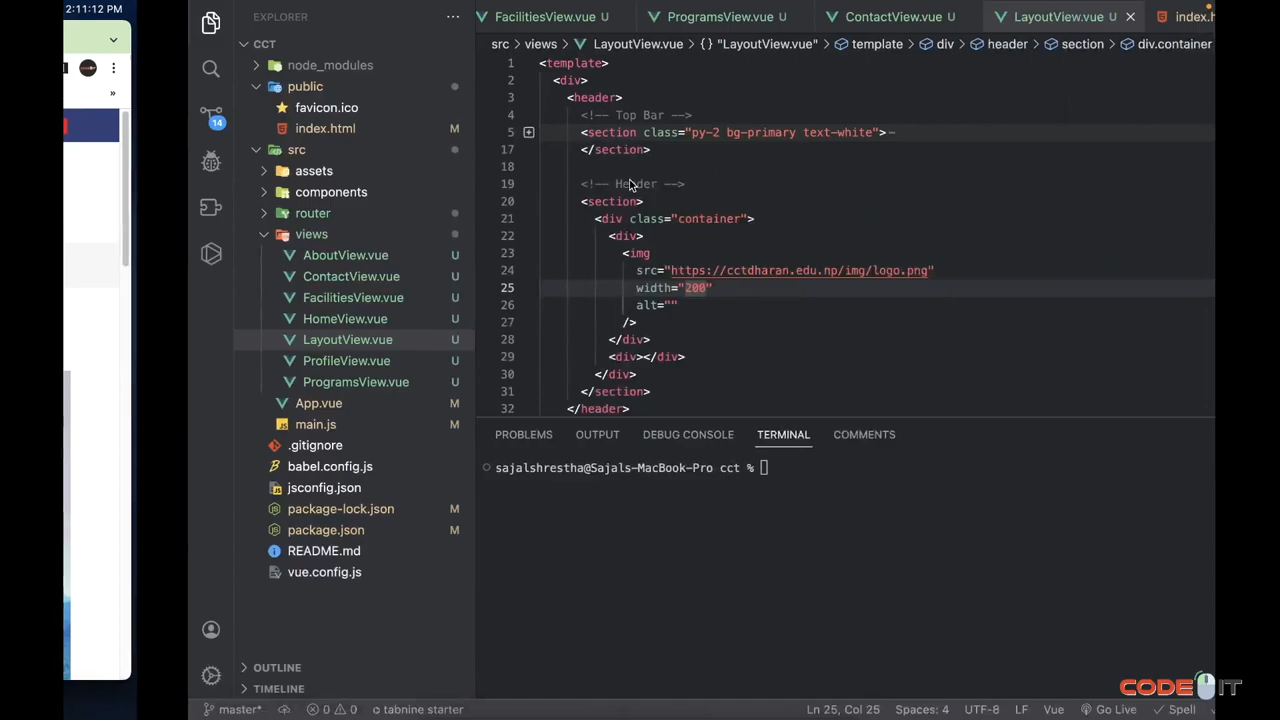 2:11:12 PM
»
EXPLORER
···
CCT
node_modules
public
favicon.ico
index.html M
src
assets
components
router
views
AboutView.vue U
ContactView.vue U
FacilitiesView.vue U
HomeView.vue U
LayoutView.vue U
ProfileView.vue U
ProgramsView.vue U
App.vue M
main.js M
.gitignore
babel.config.js
jsconfig.json
package-lock.json M
package.json M
README.md
vue.config.js
OUTLINE
TIMELINE
14
FacilitiesView.vue U ProgramsView.vue U ContactView.vue U LayoutView.vue U index.h
src > views > LayoutView.vue > {} "LayoutView.vue" > template > div > header > section > div.container
1 <template>
2 <div>
3 <header>
4 <!-- Top Bar -->
5 <section class="py-2 bg-primary text-white">
17 </section>
18
19 <!-- Header -->
20 <section>
21 <div class="container">
22 <div>
23 <img
24 src="https://cctdharan.edu.np/img/logo.png"
25 width="200"
26 alt=""
27 />
28 </div>
29 <div></div>
30 </div>
31 </section>
32 </header>
PROBLEMS OUTPUT DEBUG CONSOLE TERMINAL COMMENTS
sajalshrestha@Sajals-MacBook-Pro cct %
CODE IT
master* 0 0 tabnine starter Ln 25, Col 25 Spaces: 4 UTF-8 LF Vue Go Live Spell